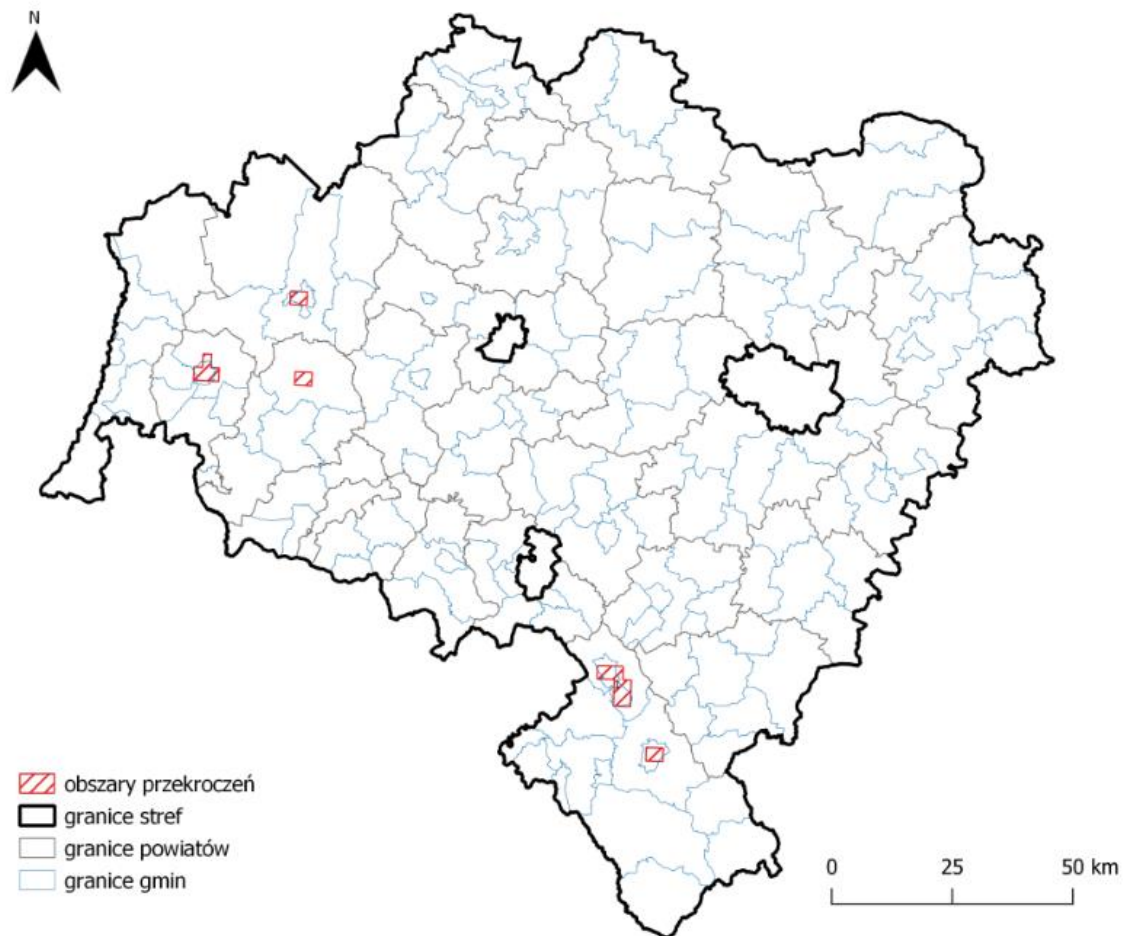 N
obszary przekroczeń
granice stref
granice powiatów
granice gmin
0 25 50 km